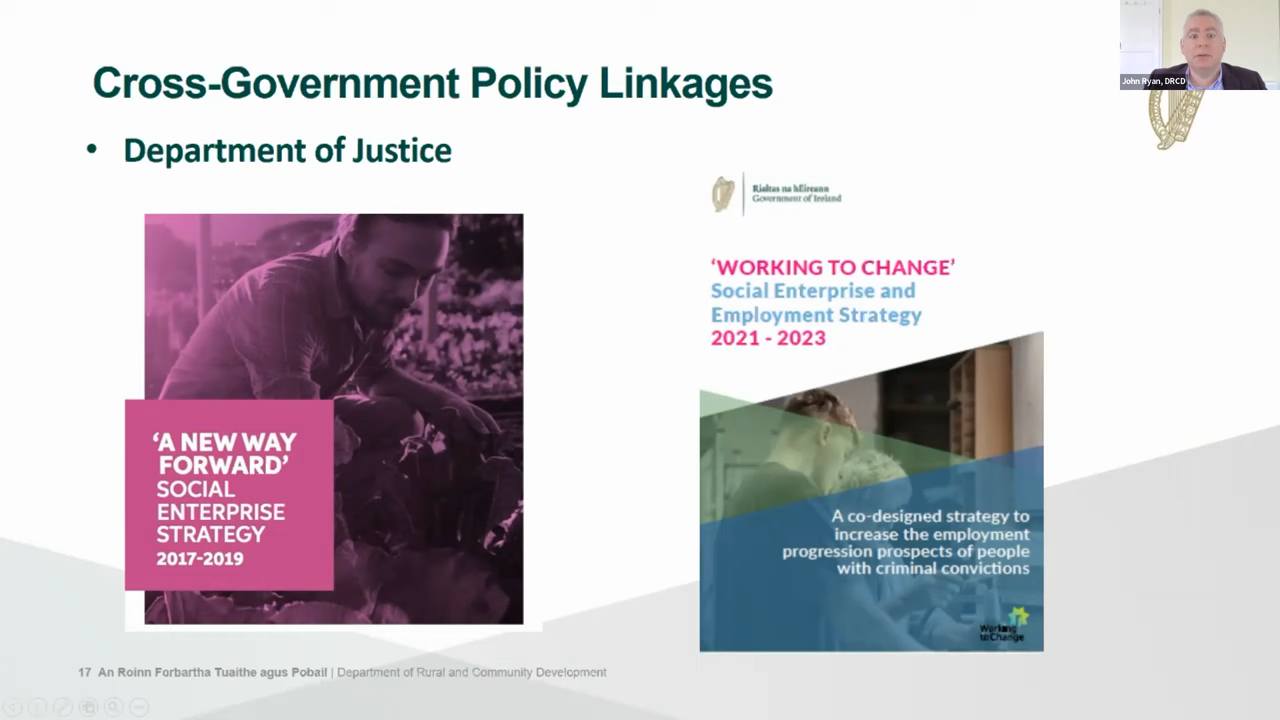 Cross-Government Policy Linkages
John Ryan, DRCD
• Department of Justice
Rialtas na hÉireann
Government of Ireland
'A NEW WAY
FORWARD'
SOCIAL
ENTERPRISE
STRATEGY
2017-2019
'WORKING TO CHANGE'
Social Enterprise and
Employment Strategy
2021 - 2023
A co-designed strategy to
increase the employment
progression prospects of people
with criminal convictions
Working
to Change
17 An Roinn Forbartha Tuaithe agus Pobail | Department of Rural and Community Development